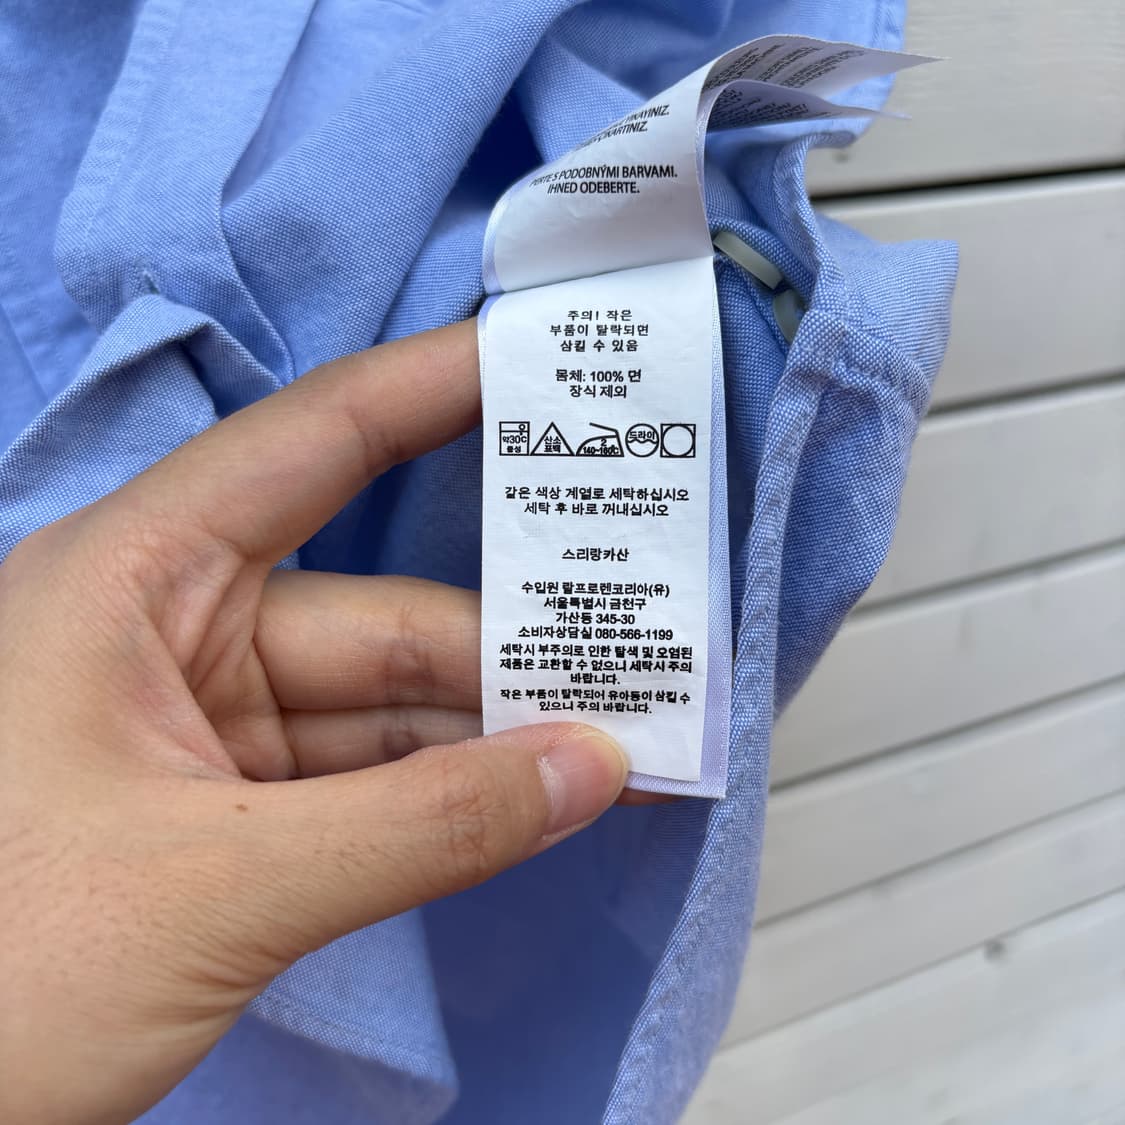 YIKAYINIZ.
ÇIKARTINIZ.
PERTE S PODOBNÝMI BARVAMI.
IHNED ODEBERTE.
주의! 작은
부품이 탈락되면
삼킬 수 있음
몸체: 100% 면
장식 제외
약30℃
중성
산소
표백
2
140~160℃
드라이
같은 색상 계열로 세탁하십시오
세탁 후 바로 꺼내십시오
스리랑카산
수입원 랄프로렌코리아(유)
서울특별시 금천구
가산동 345-30
소비자상담실 080-566-1199
세탁시 부주의로 인한 탈색 및 오염된
제품은 교환할 수 없으니 세탁시 주의
바랍니다.
작은 부품이 탈락되어 유아동이 삼킬 수
있으니 주의 바랍니다.